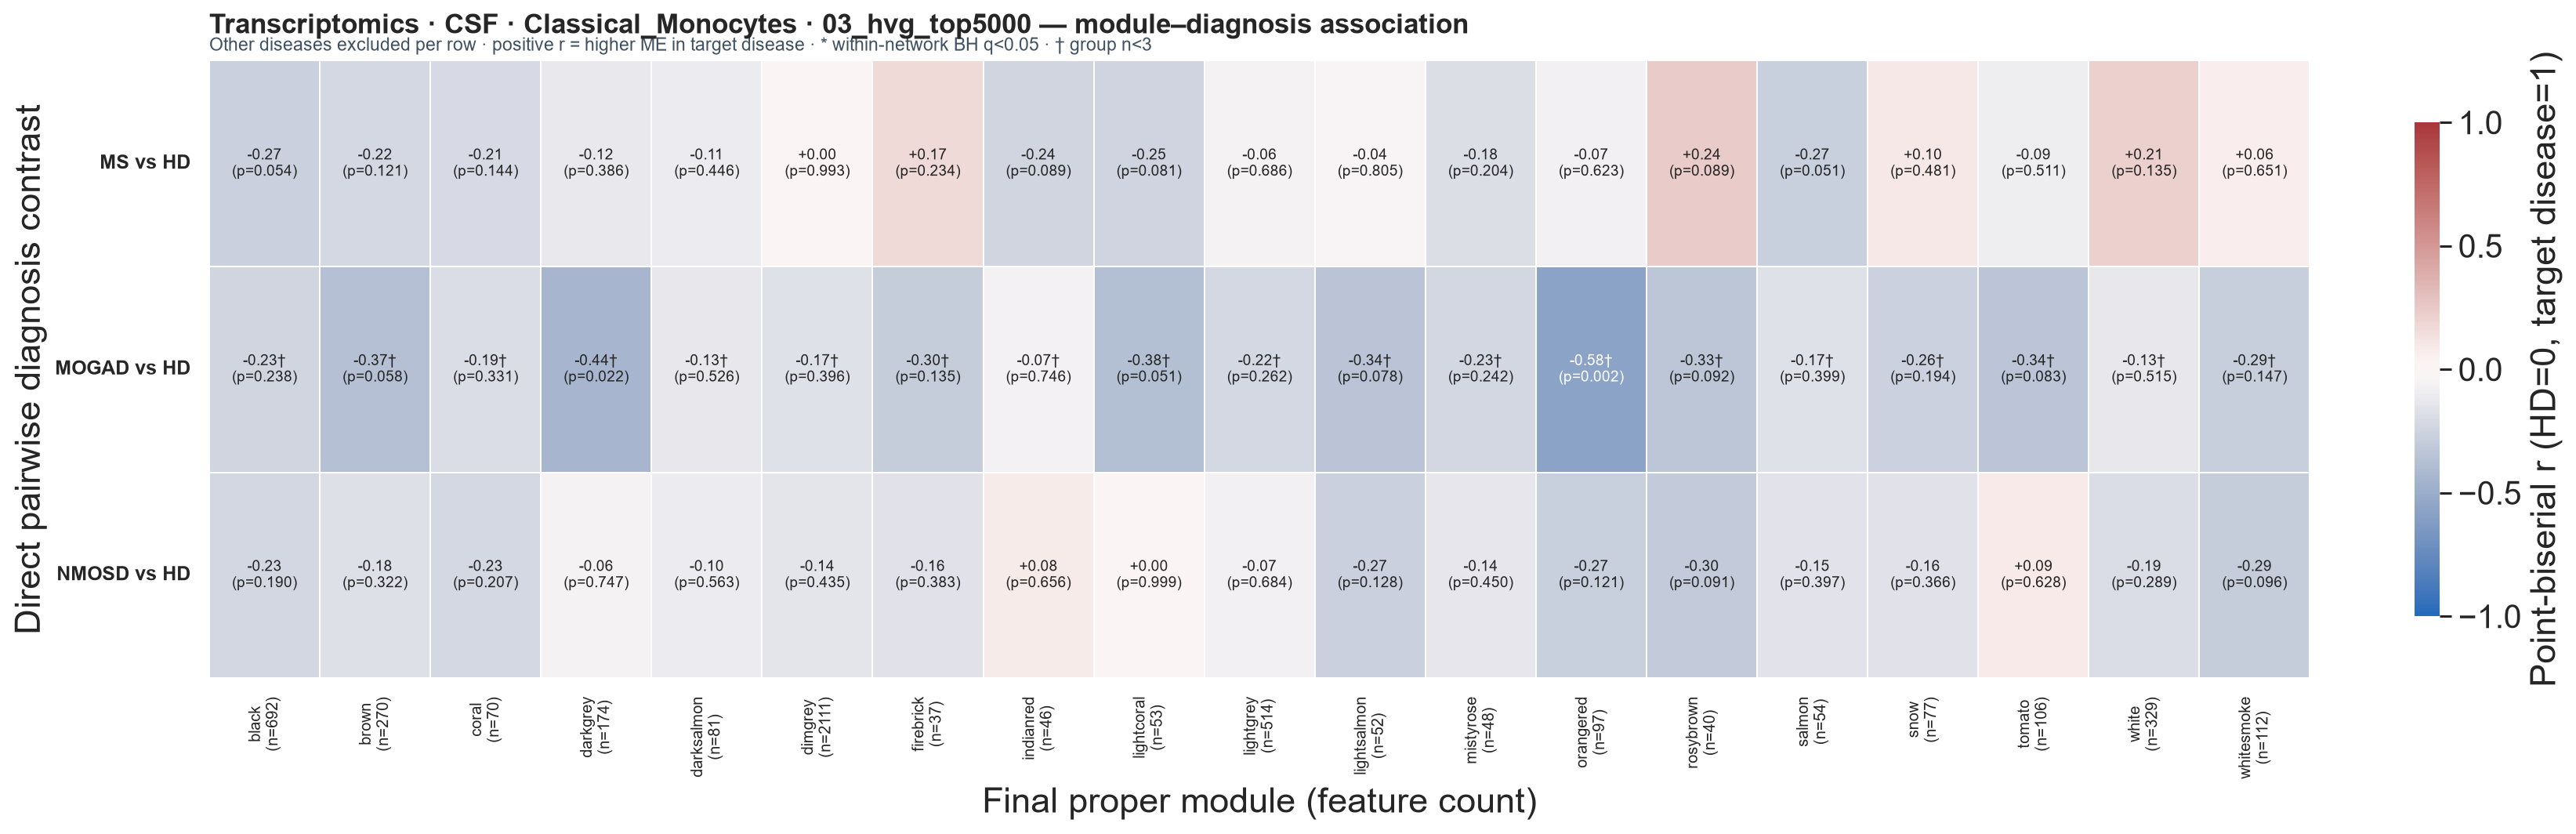 Transcriptomics · CSF · Classical_Monocytes · 03_hvg_top5000 — module–diagnosis association
Other diseases excluded per row · positive r = higher ME in target disease · * within-network BH q<0.05 · † group n<3
Direct pairwise diagnosis contrast
MS vs HD
-0.27 -0.22 -0.21 -0.12 -0.11 +0.00 +0.17 -0.24 -0.25 -0.06 -0.04 -0.18 -0.07 +0.24 -0.27 +0.10 -0.09 +0.21 +0.06
(p=0.054) (p=0.121) (p=0.144) (p=0.386) (p=0.446) (p=0.993) (p=0.234) (p=0.089) (p=0.081) (p=0.686) (p=0.805) (p=0.204) (p=0.623) (p=0.089) (p=0.051) (p=0.481) (p=0.511) (p=0.135) (p=0.651)
MOGAD vs HD
-0.23† -0.37† -0.19† -0.44† -0.13† -0.17† -0.30† -0.07† -0.38† -0.22† -0.34† -0.23† -0.58† -0.33† -0.17† -0.26† -0.34† -0.13† -0.29†
(p=0.238) (p=0.058) (p=0.331) (p=0.022) (p=0.526) (p=0.396) (p=0.135) (p=0.746) (p=0.051) (p=0.262) (p=0.078) (p=0.242) (p=0.002) (p=0.092) (p=0.399) (p=0.194) (p=0.083) (p=0.515) (p=0.147)
NMOSD vs HD
-0.23 -0.18 -0.23 -0.06 -0.10 -0.14 -0.16 +0.08 +0.00 -0.07 -0.27 -0.14 -0.27 -0.30 -0.15 -0.16 +0.09 -0.19 -0.29
(p=0.190) (p=0.322) (p=0.207) (p=0.747) (p=0.563) (p=0.435) (p=0.383) (p=0.656) (p=0.999) (p=0.684) (p=0.128) (p=0.450) (p=0.121) (p=0.091) (p=0.397) (p=0.366) (p=0.628) (p=0.289) (p=0.096)
black
(n=692)
brown
(n=270)
coral
(n=70)
darkgrey
(n=174)
darksalmon
(n=81)
dimgrey
(n=2111)
firebrick
(n=37)
indianred
(n=46)
lightcoral
(n=53)
lightgrey
(n=514)
lightsalmon
(n=52)
mistyrose
(n=48)
orangered
(n=97)
rosybrown
(n=40)
salmon
(n=54)
snow
(n=77)
tomato
(n=106)
white
(n=329)
whitesmoke
(n=112)
Final proper module (feature count)
1.0
0.5
0.0
−0.5
−1.0
Point-biserial r (HD=0, target disease=1)